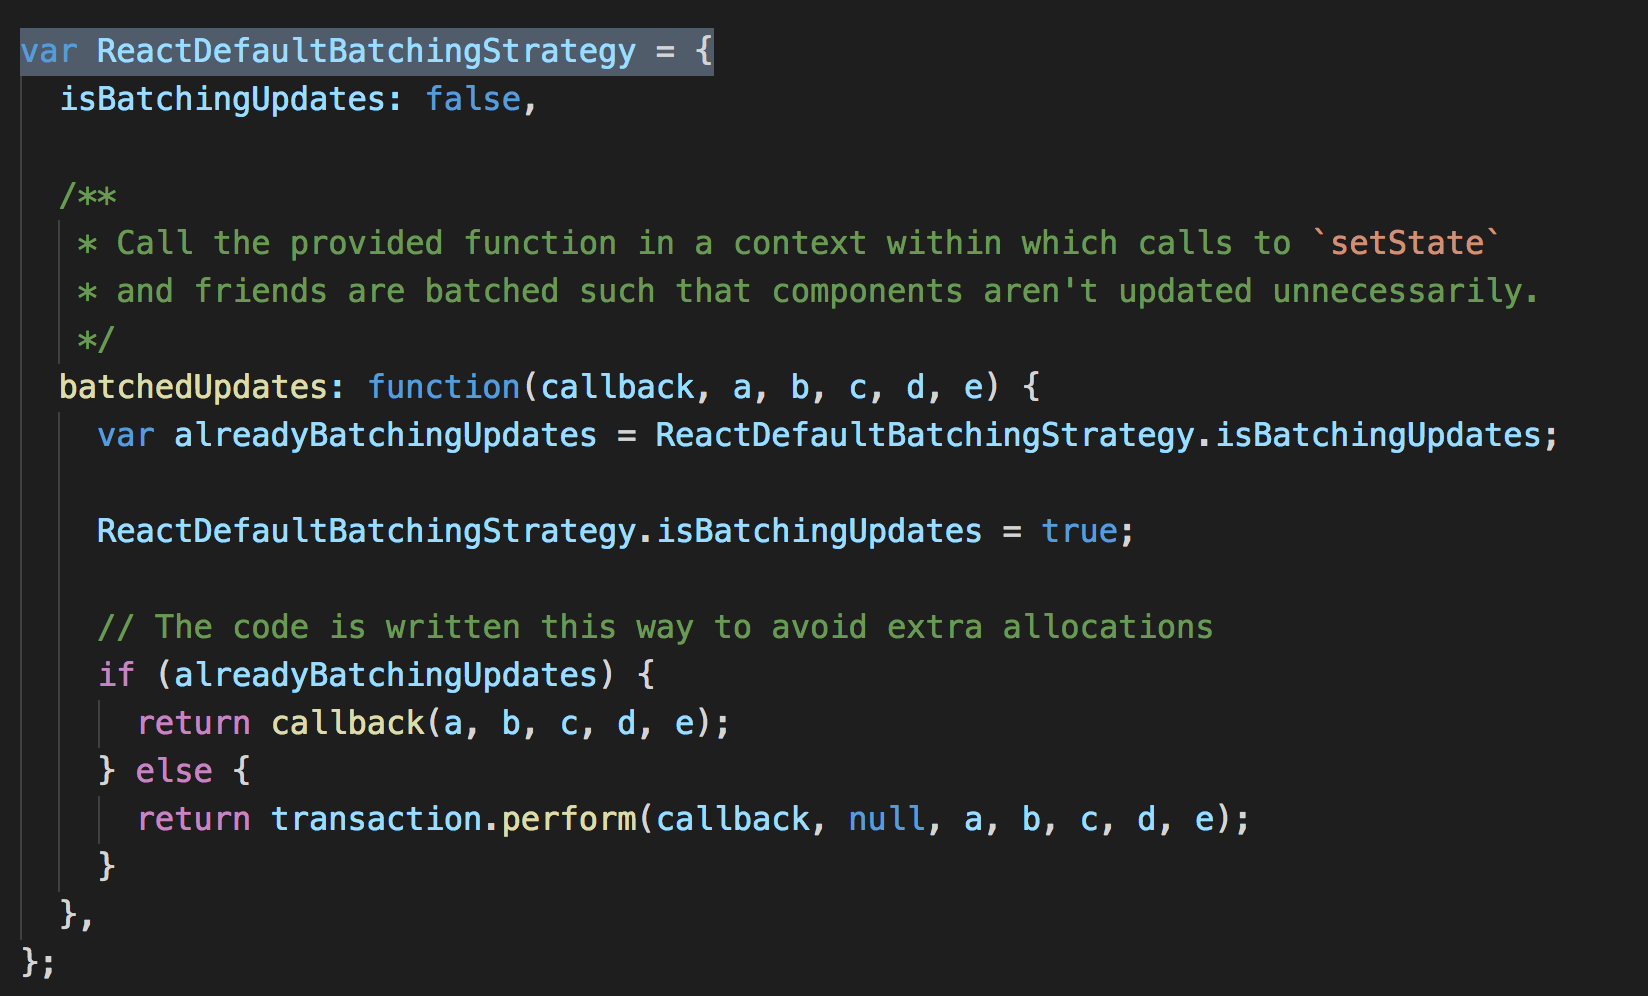 var ReactDefaultBatchingStrategy = {
  isBatchingUpdates: false,

  /**
   * Call the provided function in a context within which calls to `setState`
   * and friends are batched such that components aren't updated unnecessarily.
   */
  batchedUpdates: function(callback, a, b, c, d, e) {
    var alreadyBatchingUpdates = ReactDefaultBatchingStrategy.isBatchingUpdates;

    ReactDefaultBatchingStrategy.isBatchingUpdates = true;

    // The code is written this way to avoid extra allocations
    if (alreadyBatchingUpdates) {
      return callback(a, b, c, d, e);
    } else {
      return transaction.perform(callback, null, a, b, c, d, e);
    }
  },
};